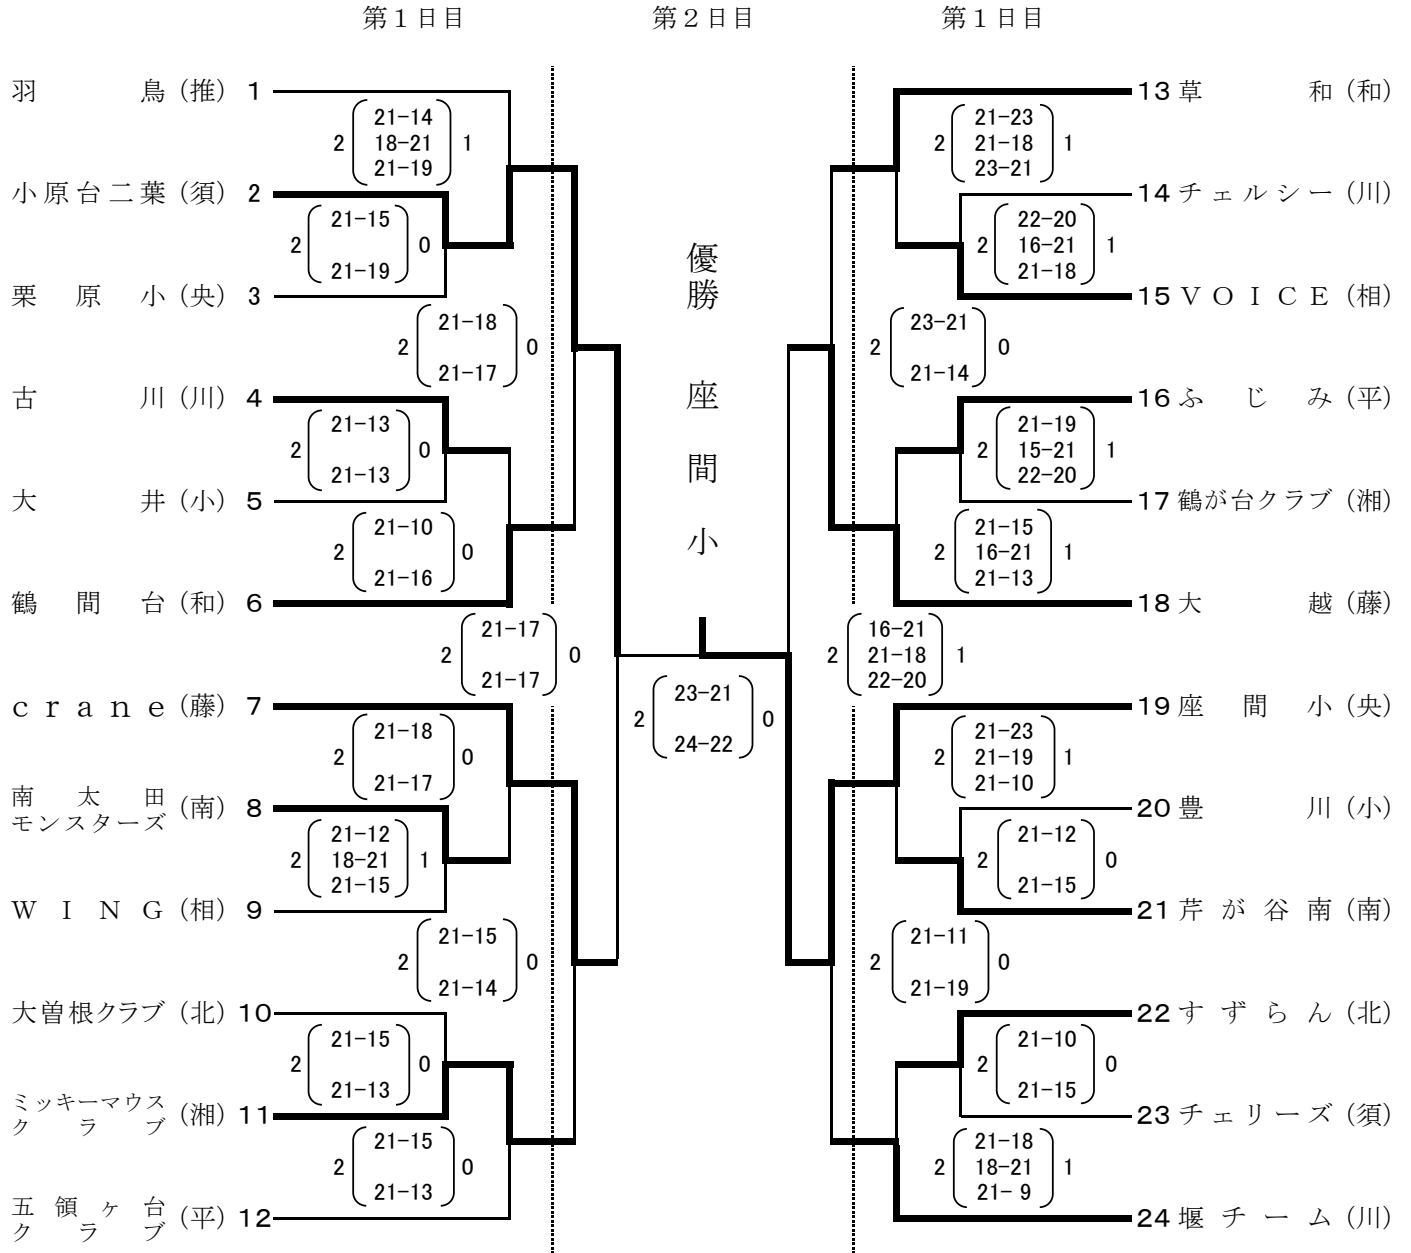 第１日目 第２日目 第１日目
羽鳥 (推) 1
21-14
2 18-21 1
21-19
小原台二葉 (須) 2
21-15
2 0
21-19
栗原小 (央) 3
21-18
2 0
21-17
古川 (川) 4
21-13
2 0
21-13
大井 (小) 5
21-10
2 0
21-16
鶴間台 (和) 6
21-17
2 0
21-17
crane (藤) 7
21-18
2 0
21-17
南太田
モンスターズ (南) 8
21-12
2 18-21 1
21-15
WING (相) 9
21-15
2 0
21-14
大曽根クラブ (北) 10
21-15
2 0
21-13
ミッキーマウス
クラブ (湘) 11
21-15
2 0
21-13
五領ヶ台
クラブ (平) 12
優勝 座間小
23-21
2 0
24-22
13 草和 (和)
21-23
2 21-18 1
23-21
14 チェルシー (川)
22-20
2 16-21 1
21-18
15 VOICE (相)
23-21
2 0
21-14
16 ふじみ (平)
21-19
2 15-21 1
22-20
17 鶴が台クラブ (湘)
21-15
2 16-21 1
21-13
18 大越 (藤)
16-21
2 21-18 1
22-20
19 座間小 (央)
21-23
2 21-19 1
21-10
20 豊川 (小)
21-12
2 0
21-15
21 芹が谷南 (南)
21-11
2 0
21-19
22 すずらん (北)
21-10
2 0
21-15
23 チェリーズ (須)
21-18
2 18-21 1
21- 9
24 堰チーム (川)